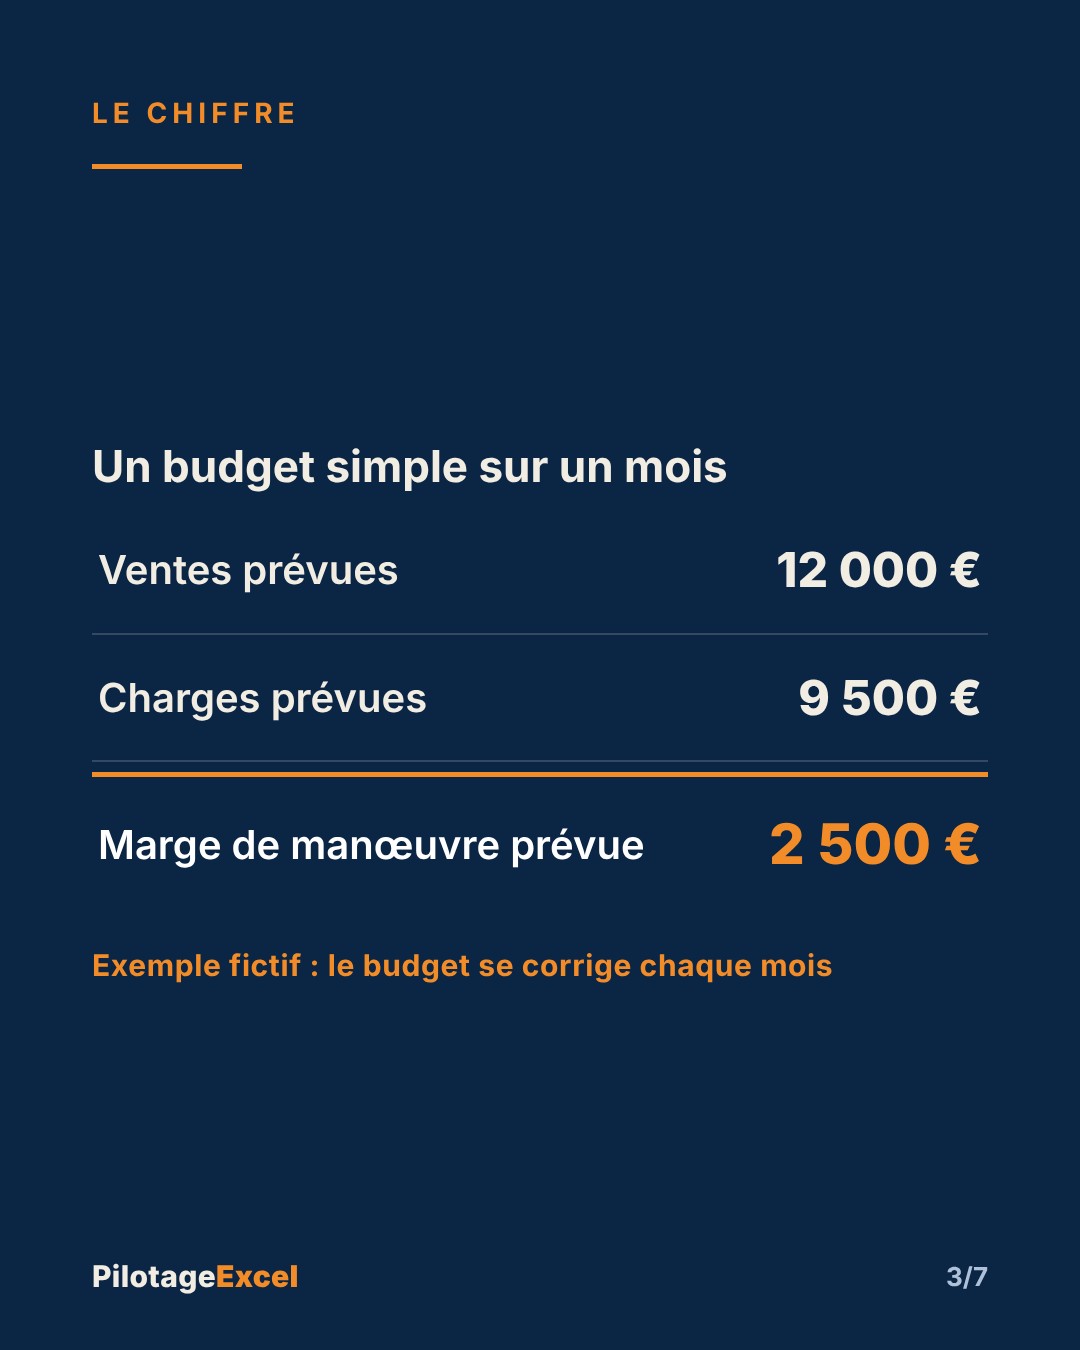 LE CHIFFRE
Un budget simple sur un mois
Ventes prévues 12 000 €
Charges prévues 9 500 €
Marge de manœuvre prévue 2 500 €
Exemple fictif : le budget se corrige chaque mois
PilotageExcel 3/7